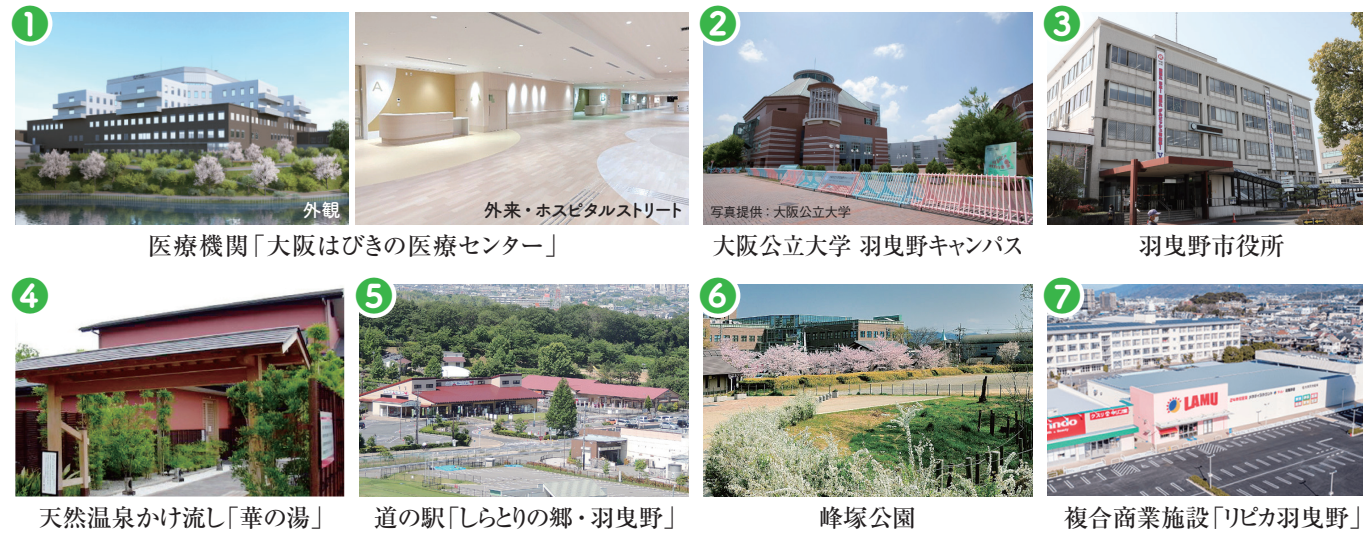 1
外観
外来・ホスピタルストリート
医療機関「大阪はびきの医療センター」
2
写真提供：大阪公立大学
大阪公立大学 羽曳野キャンパス
3
羽曳野市役所
4
天然温泉かけ流し「華の湯」
5
道の駅「しらとりの郷・羽曳野」
6
峰塚公園
7
LAMU
複合商業施設「リピカ羽曳野」